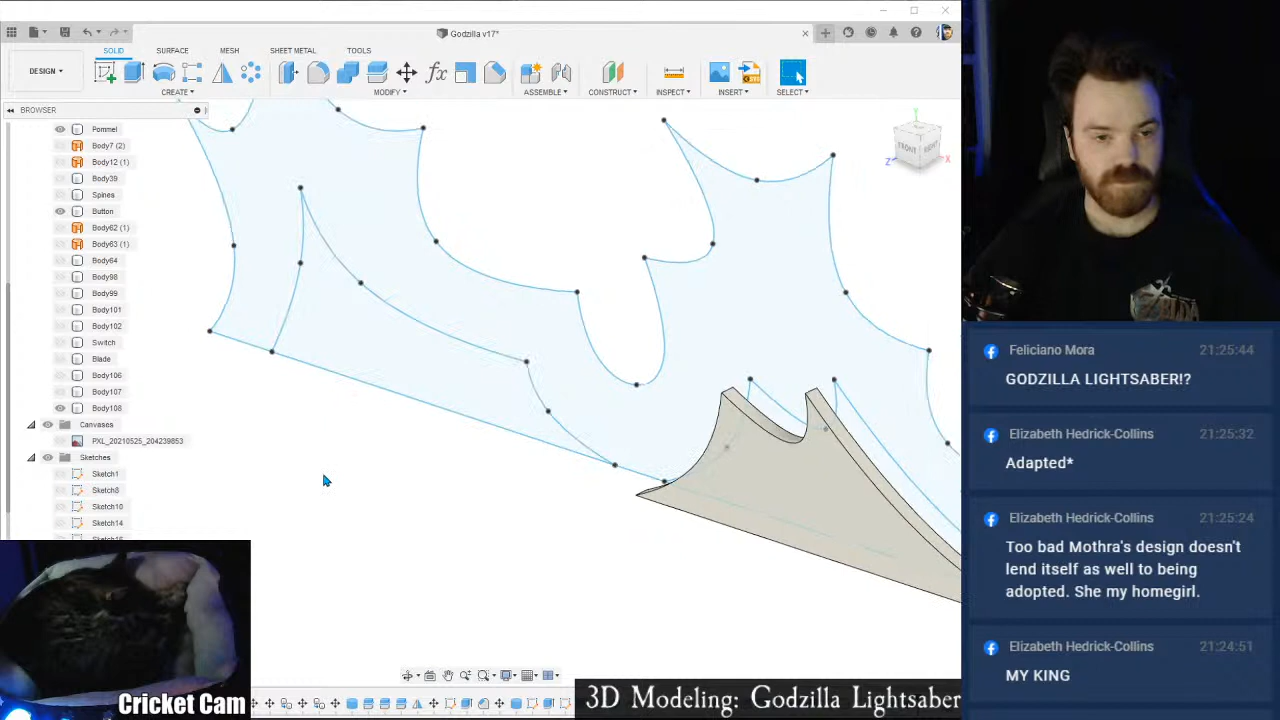 Godzilla v17*
SOLID SURFACE MESH SHEET METAL TOOLS
DESIGN
CREATE MODIFY ASSEMBLE CONSTRUCT INSPECT INSERT SELECT
BROWSER
Pommel
Body7 (2)
Body12 (1)
Body39
Spines
Button
Body62 (1)
Body63 (1)
Body64
Body98
Body99
Body101
Body102
Switch
Blade
Body106
Body107
Body108
Canvases
PXL_20210525_204239853
Sketches
Sketch1
Sketch8
Sketch10
Sketch14
Y
FRONT RIGHT
Z X
Feliciano Mora 21:25:44
GODZILLA LIGHTSABER!?
Elizabeth Hedrick-Collins 21:25:32
Adapted*
Elizabeth Hedrick-Collins 21:25:24
Too bad Mothra's design doesn't
lend itself as well to being
adopted. She my homegirl.
Elizabeth Hedrick-Collins 21:24:51
MY KING
Cricket Cam
3D Modeling: Godzilla Lightsaber